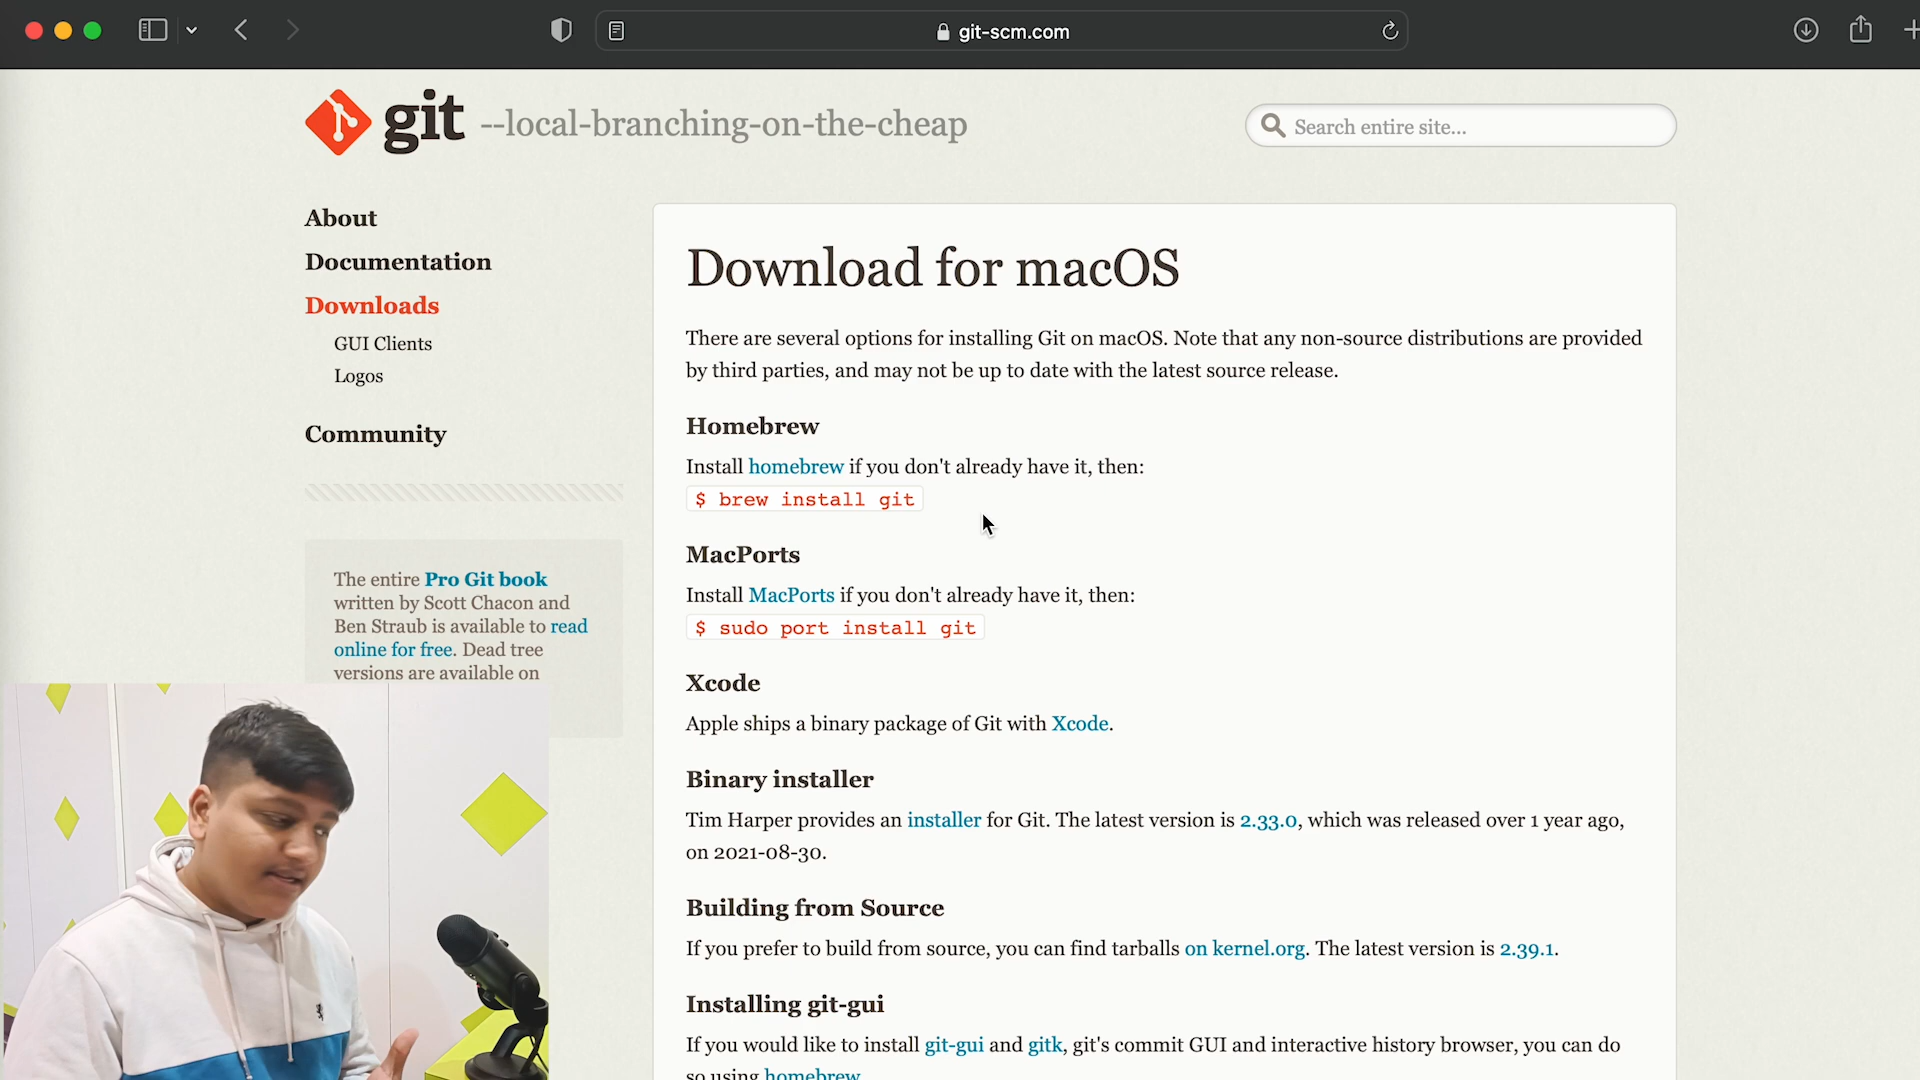 git-scm.com
git --local-branching-on-the-cheap
Search entire site...
About
Documentation
Downloads
GUI Clients
Logos
Community
The entire Pro Git book
written by Scott Chacon and
Ben Straub is available to read
online for free. Dead tree
versions are available on
Download for macOS
There are several options for installing Git on macOS. Note that any non-source distributions are provided
by third parties, and may not be up to date with the latest source release.
Homebrew
Install homebrew if you don't already have it, then:
$ brew install git
MacPorts
Install MacPorts if you don't already have it, then:
$ sudo port install git
Xcode
Apple ships a binary package of Git with Xcode.
Binary installer
Tim Harper provides an installer for Git. The latest version is 2.33.0, which was released over 1 year ago,
on 2021-08-30.
Building from Source
If you prefer to build from source, you can find tarballs on kernel.org. The latest version is 2.39.1.
Installing git-gui
If you would like to install git-gui and gitk, git's commit GUI and interactive history browser, you can do
so using homebrew